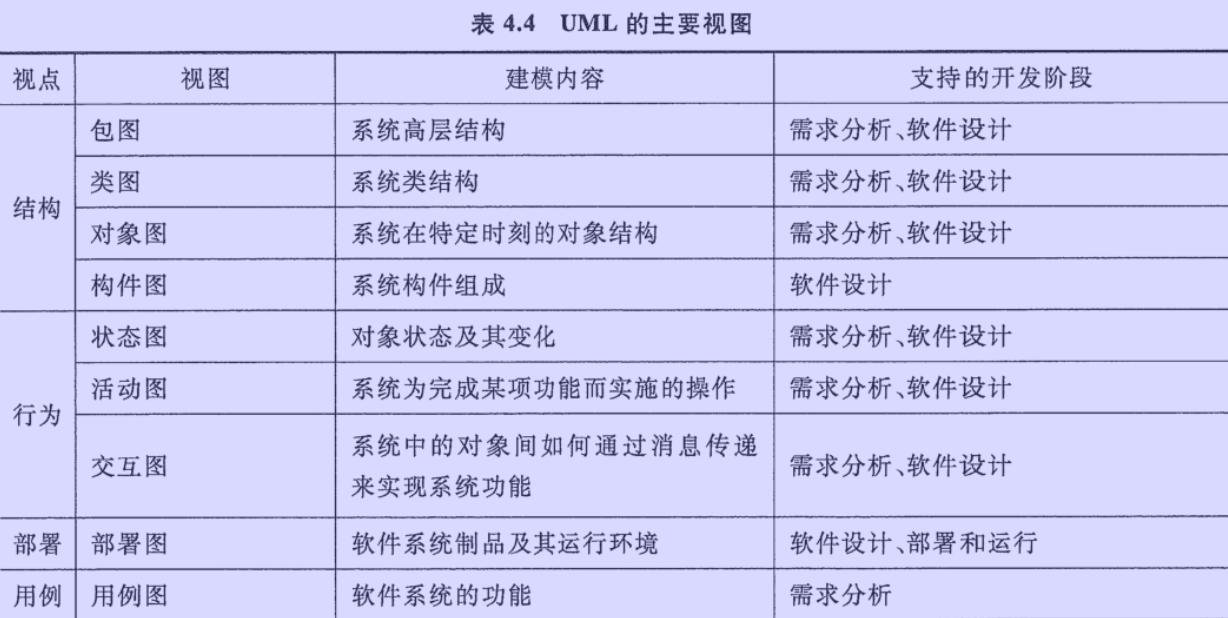 表 4.4 UML 的主要视图
视点 视图 建模内容 支持的开发阶段
结构
包图 系统高层结构 需求分析、软件设计
类图 系统类结构 需求分析、软件设计
对象图 系统在特定时刻的对象结构 需求分析、软件设计
构件图 系统构件组成 软件设计
行为
状态图 对象状态及其变化 需求分析、软件设计
活动图 系统为完成某项功能而实施的操作 需求分析、软件设计
交互图 系统中的对象间如何通过消息传递
来实现系统功能 需求分析、软件设计
部署 部署图 软件系统制品及其运行环境 软件设计、部署和运行
用例 用例图 软件系统的功能 需求分析